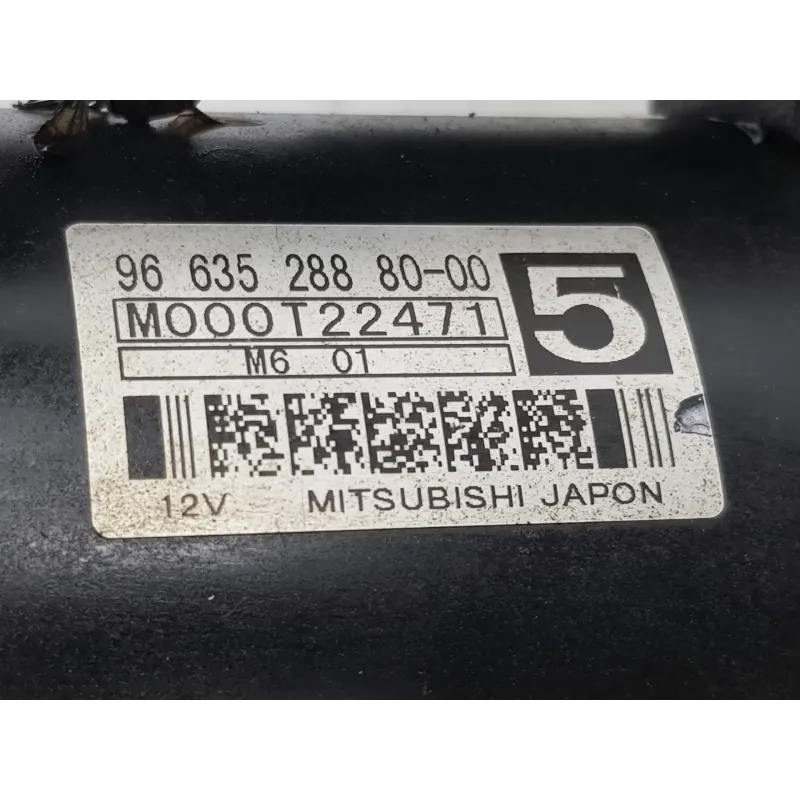 96 635 288 80-00
5
M000T22471
M6 01
12V MITSUBISHI JAPON